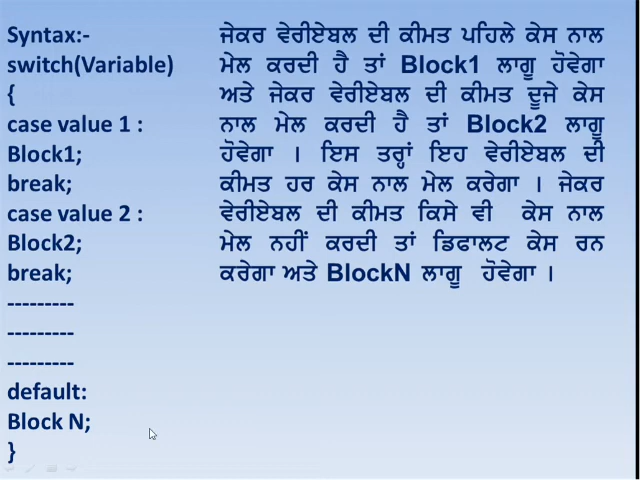 Syntax:-
switch(Variable)
{
case value 1 :
Block1;
break;
case value 2 :
Block2;
break;
---------
---------
---------
default:
Block N;
}
ਜੇਕਰ ਵੇਰੀਏਬਲ ਦੀ ਕੀਮਤ ਪਹਿਲੇ ਕੇਸ ਨਾਲ
ਮੇਲ ਕਰਦੀ ਹੈ ਤਾਂ Block1 ਲਾਗੂ ਹੋਵੇਗਾ
ਅਤੇ ਜੇਕਰ ਵੇਰੀਏਬਲ ਦੀ ਕੀਮਤ ਦੂਜੇ ਕੇਸ
ਨਾਲ ਮੇਲ ਕਰਦੀ ਹੈ ਤਾਂ Block2 ਲਾਗੂ
ਹੋਵੇਗਾ । ਇਸ ਤਰ੍ਹਾਂ ਇਹ ਵੇਰੀਏਬਲ ਦੀ
ਕੀਮਤ ਹਰ ਕੇਸ ਨਾਲ ਮੇਲ ਕਰੇਗਾ । ਜੇਕਰ
ਵੇਰੀਏਬਲ ਦੀ ਕੀਮਤ ਕਿਸੇ ਵੀ ਕੇਸ ਨਾਲ
ਮੇਲ ਨਹੀਂ ਕਰਦੀ ਤਾਂ ਡਿਫਾਲਟ ਕੇਸ ਰਨ
ਕਰੇਗਾ ਅਤੇ BlockN ਲਾਗੂ ਹੋਵੇਗਾ ।